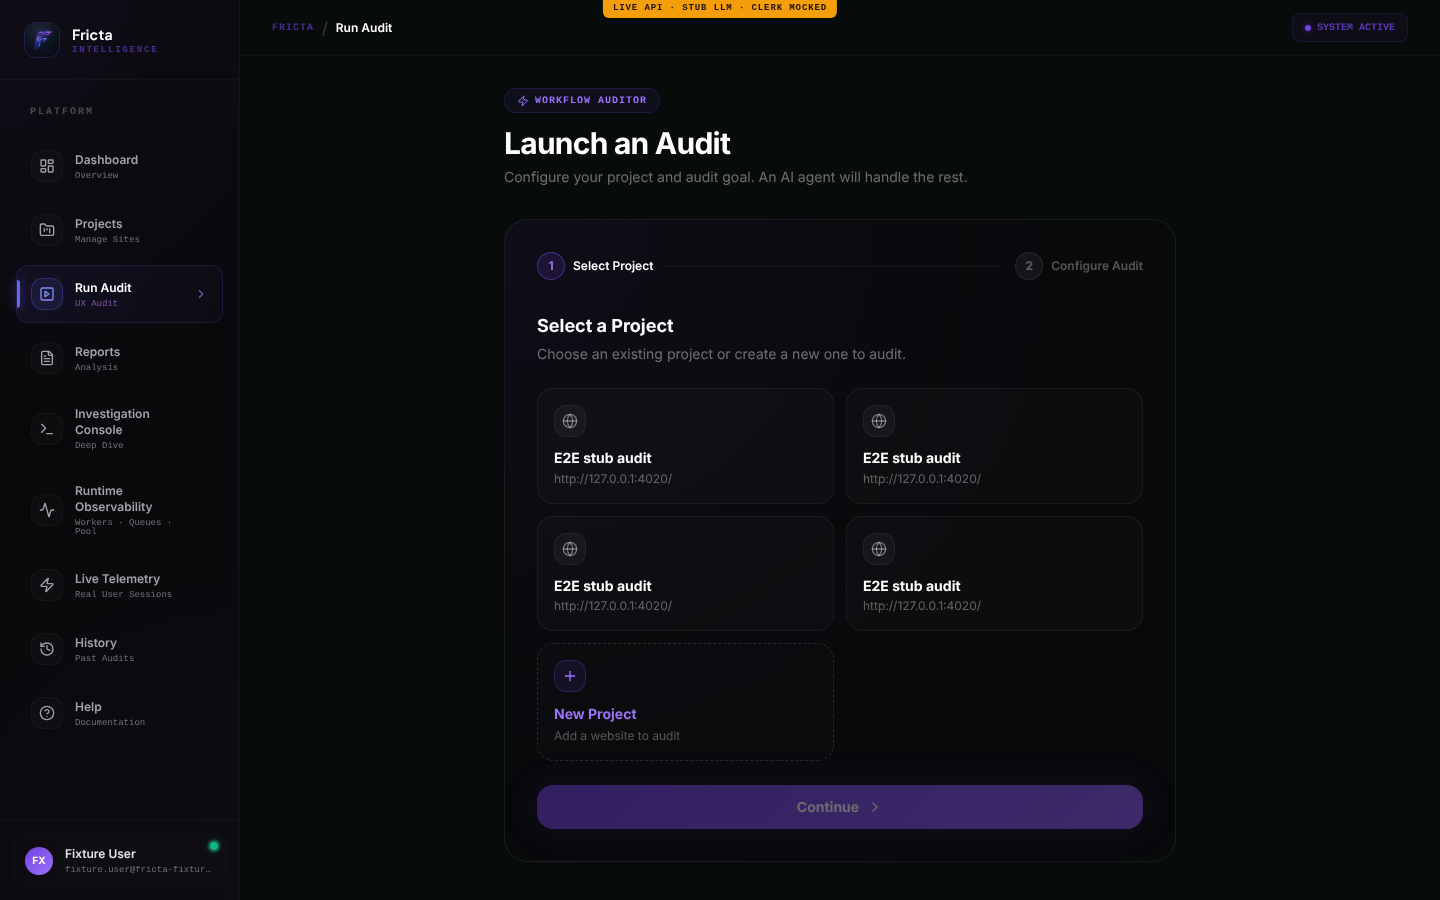 LIVE API · STUB LLM · CLERK MOCKED
Fricta
INTELLIGENCE
FRICTA / Run Audit
SYSTEM ACTIVE
PLATFORM
Dashboard
Overview
Projects
Manage Sites
Run Audit
UX Audit
Reports
Analysis
Investigation
Console
Deep Dive
Runtime
Observability
Workers · Queues ·
Pool
Live Telemetry
Real User Sessions
History
Past Audits
Help
Documentation
FX
Fixture User
fixture.user@fricta-fixtur…
WORKFLOW AUDITOR
Launch an Audit
Configure your project and audit goal. An AI agent will handle the rest.
1 Select Project
2 Configure Audit
Select a Project
Choose an existing project or create a new one to audit.
E2E stub audit
http://127.0.0.1:4020/
E2E stub audit
http://127.0.0.1:4020/
E2E stub audit
http://127.0.0.1:4020/
E2E stub audit
http://127.0.0.1:4020/
New Project
Add a website to audit
Continue